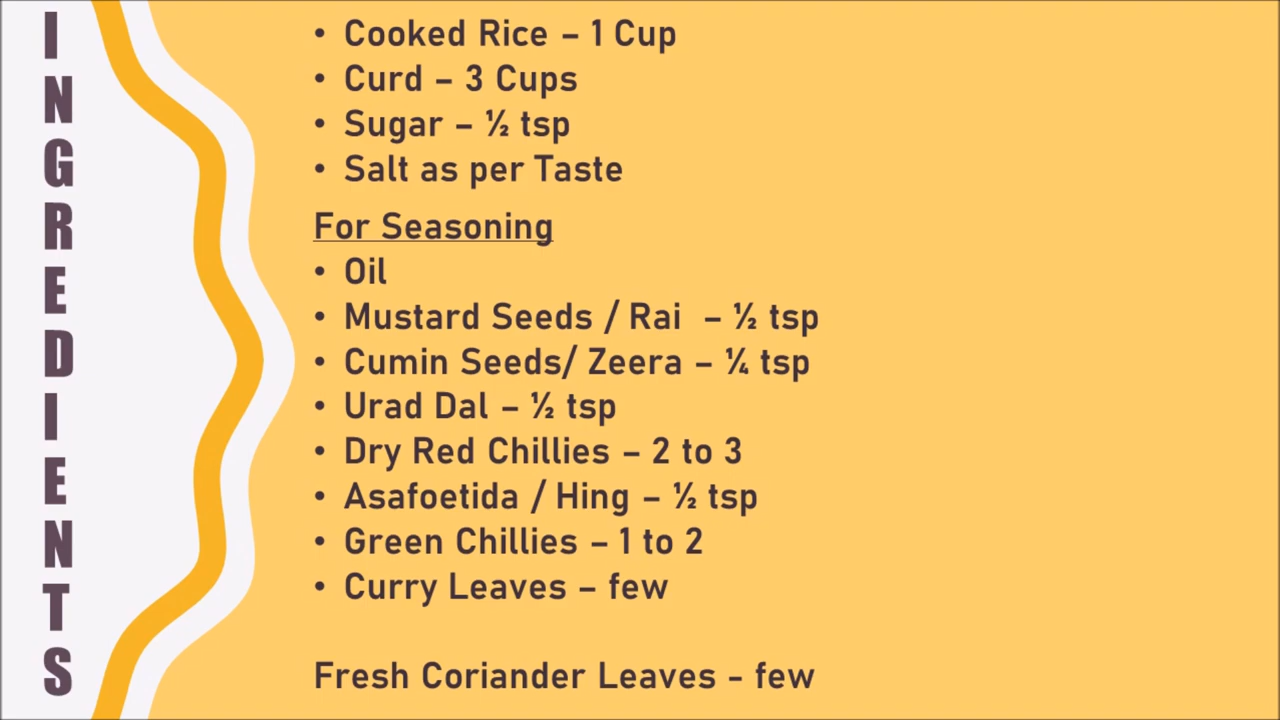 INGREDIENTS
• Cooked Rice – 1 Cup
• Curd – 3 Cups
• Sugar – ½ tsp
• Salt as per Taste
For Seasoning
• Oil
• Mustard Seeds / Rai – ½ tsp
• Cumin Seeds/ Zeera – ¼ tsp
• Urad Dal – ½ tsp
• Dry Red Chillies – 2 to 3
• Asafoetida / Hing – ½ tsp
• Green Chillies – 1 to 2
• Curry Leaves – few
Fresh Coriander Leaves - few